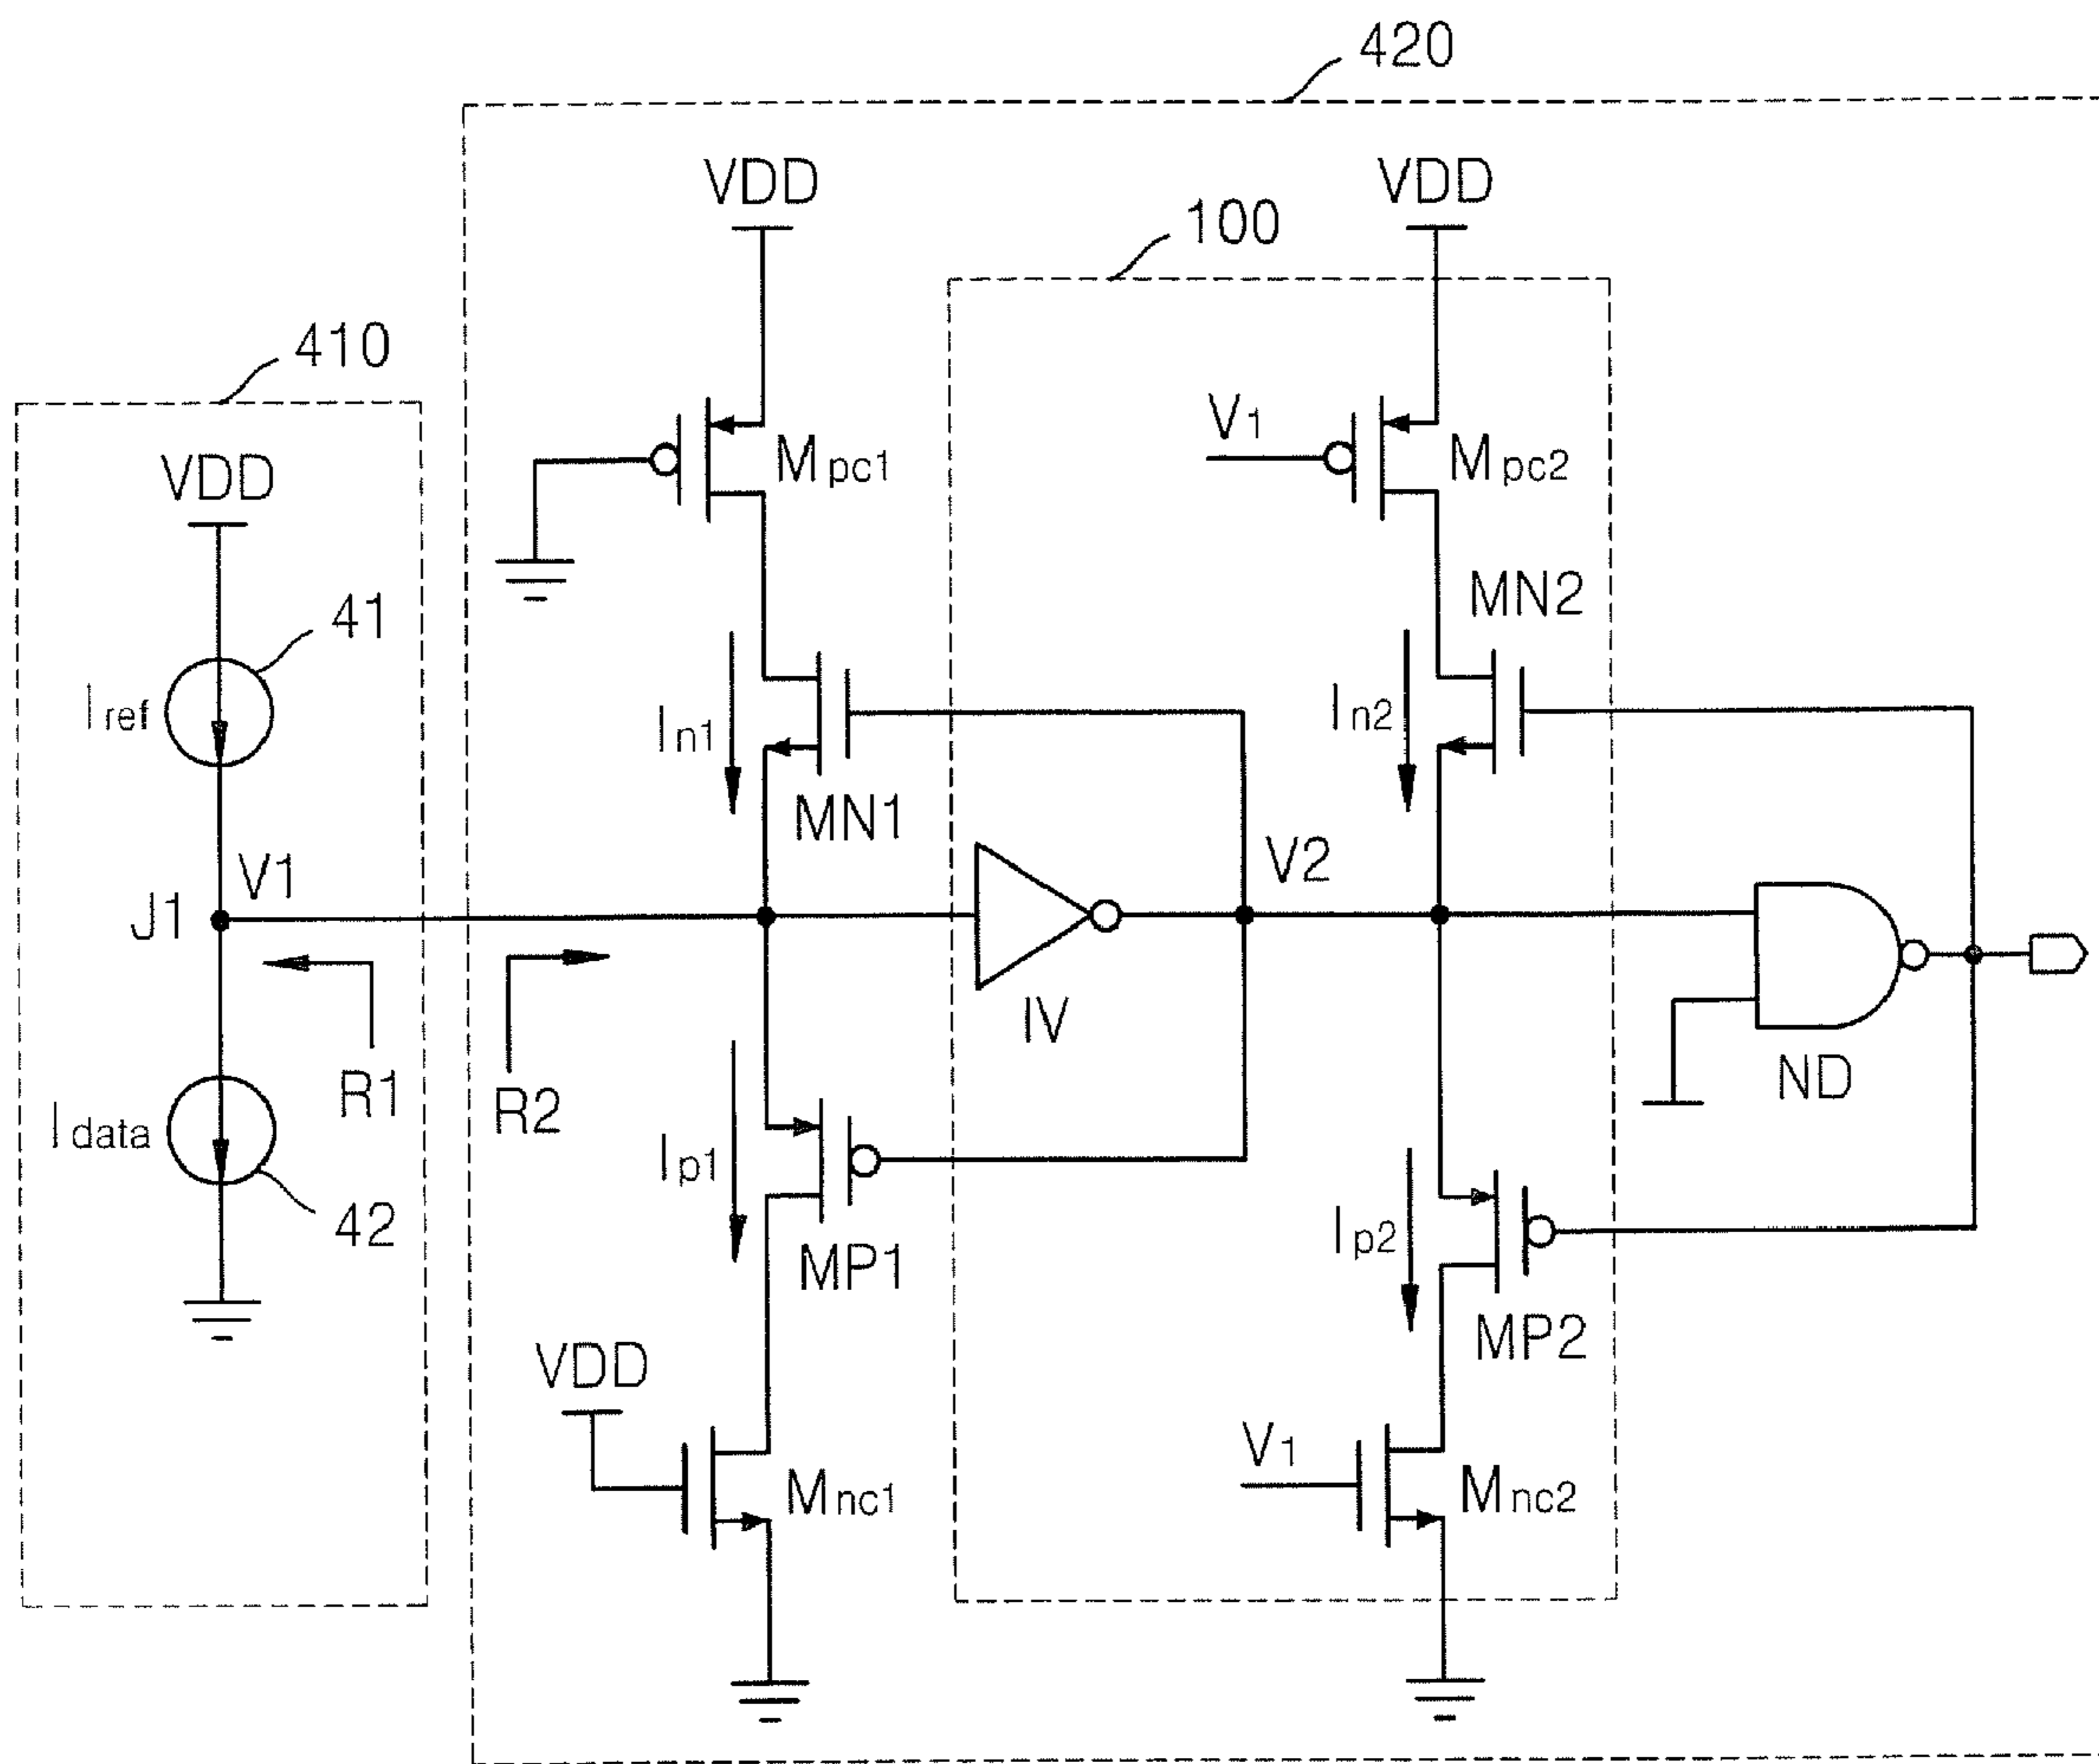 420
VDD
VDD
100
410
V1
Mpc1
Mpc2
VDD
MN2
41
Iref
In1
In2
MN1
V1
V2
J1
IV
R1
R2
ND
Idata
Ip1
Ip2
42
MP1
MP2
VDD
V1
Mnc1
Mnc2